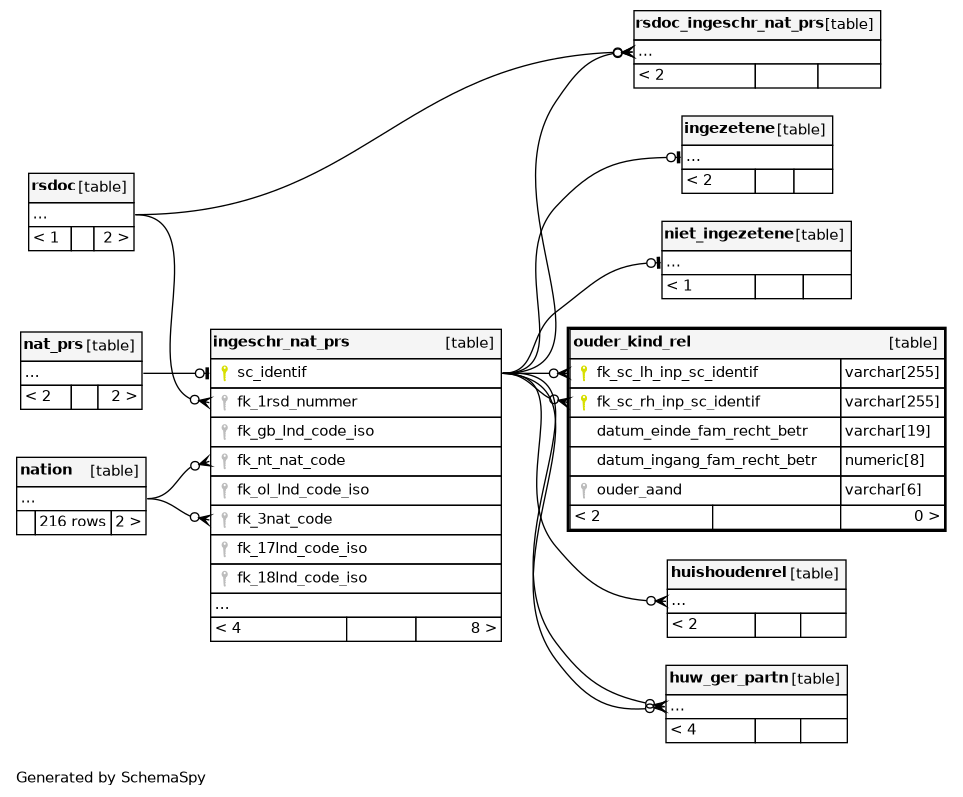 rsdoc_ingeschr_nat_prs [table]
...
< 2
ingezetene [table]
...
< 2
rsdoc [table]
...
< 1 2 >
niet_ingezetene [table]
...
< 1
nat_prs [table]
...
< 2 2 >
ingeschr_nat_prs [table]
sc_identif
fk_1rsd_nummer
fk_gb_lnd_code_iso
fk_nt_nat_code
fk_ol_lnd_code_iso
fk_3nat_code
fk_17lnd_code_iso
fk_18lnd_code_iso
...
< 4 8 >
ouder_kind_rel [table]
fk_sc_lh_inp_sc_identif varchar[255]
fk_sc_rh_inp_sc_identif varchar[255]
datum_einde_fam_recht_betr varchar[19]
datum_ingang_fam_recht_betr numeric[8]
ouder_aand varchar[6]
< 2 0 >
nation [table]
...
216 rows 2 >
huishoudenrel [table]
...
< 2
huw_ger_partn [table]
...
< 4
Generated by SchemaSpy